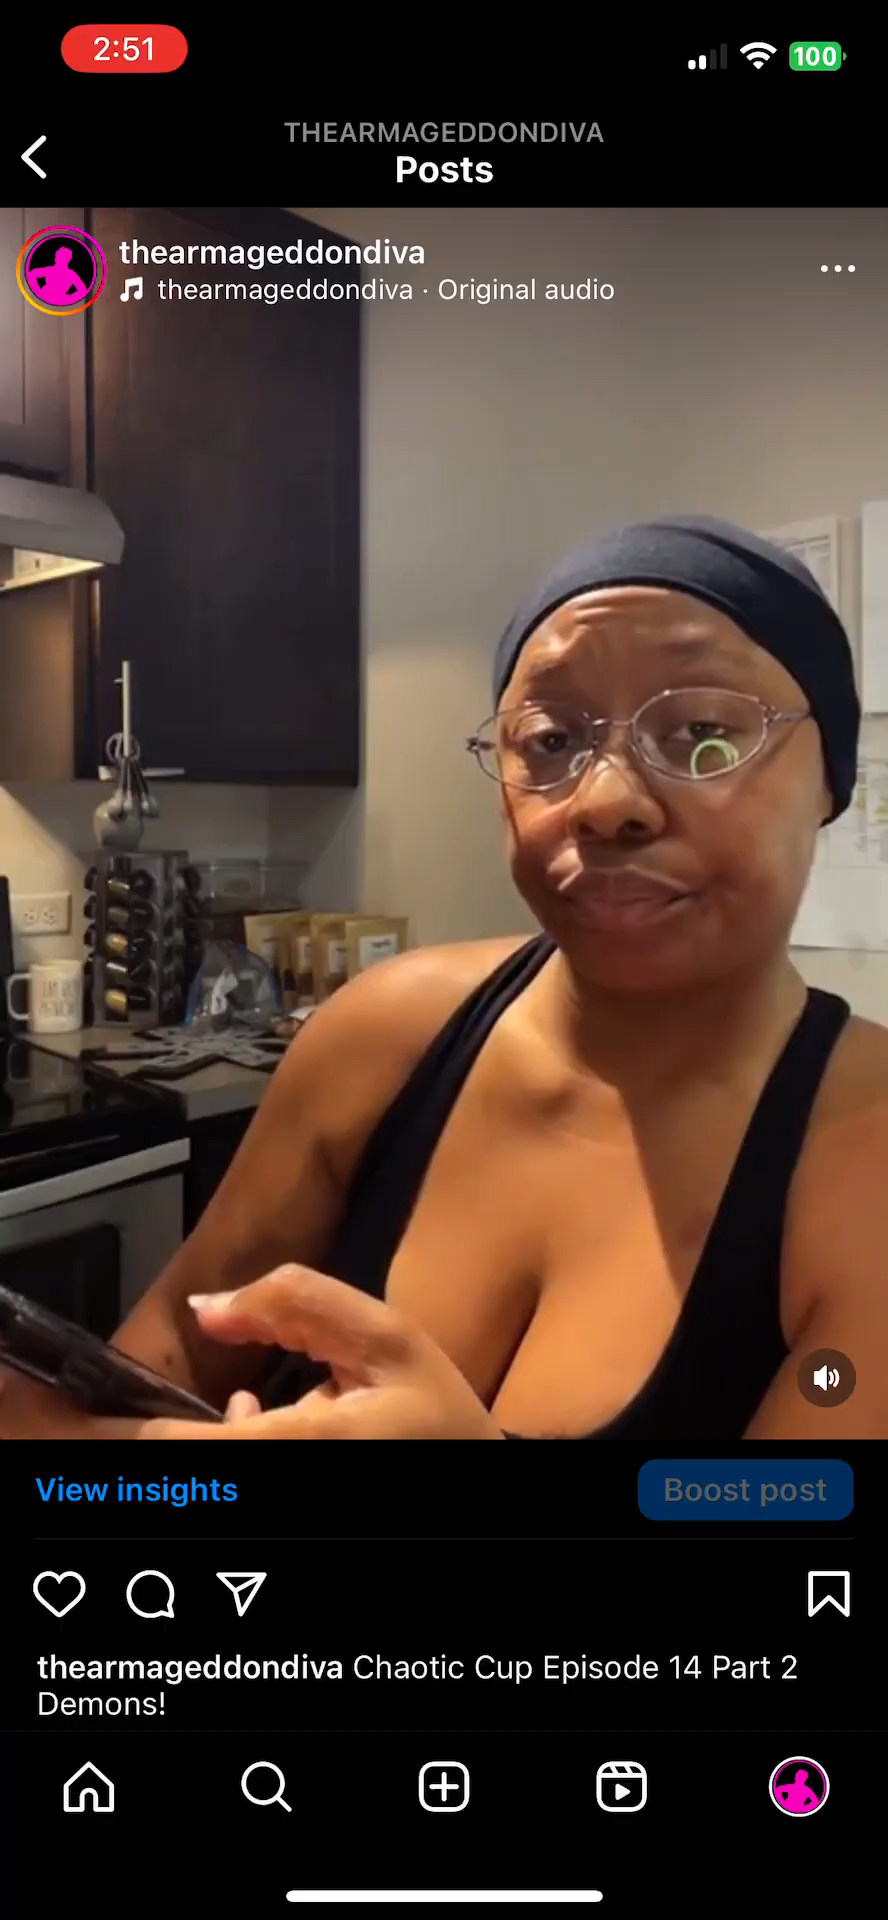 2:51
100
THEARMAGEDDONDIVA
Posts
thearmageddondiva
thearmageddondiva · Original audio
View insights
Boost post
thearmageddondiva Chaotic Cup Episode 14 Part 2
Demons!